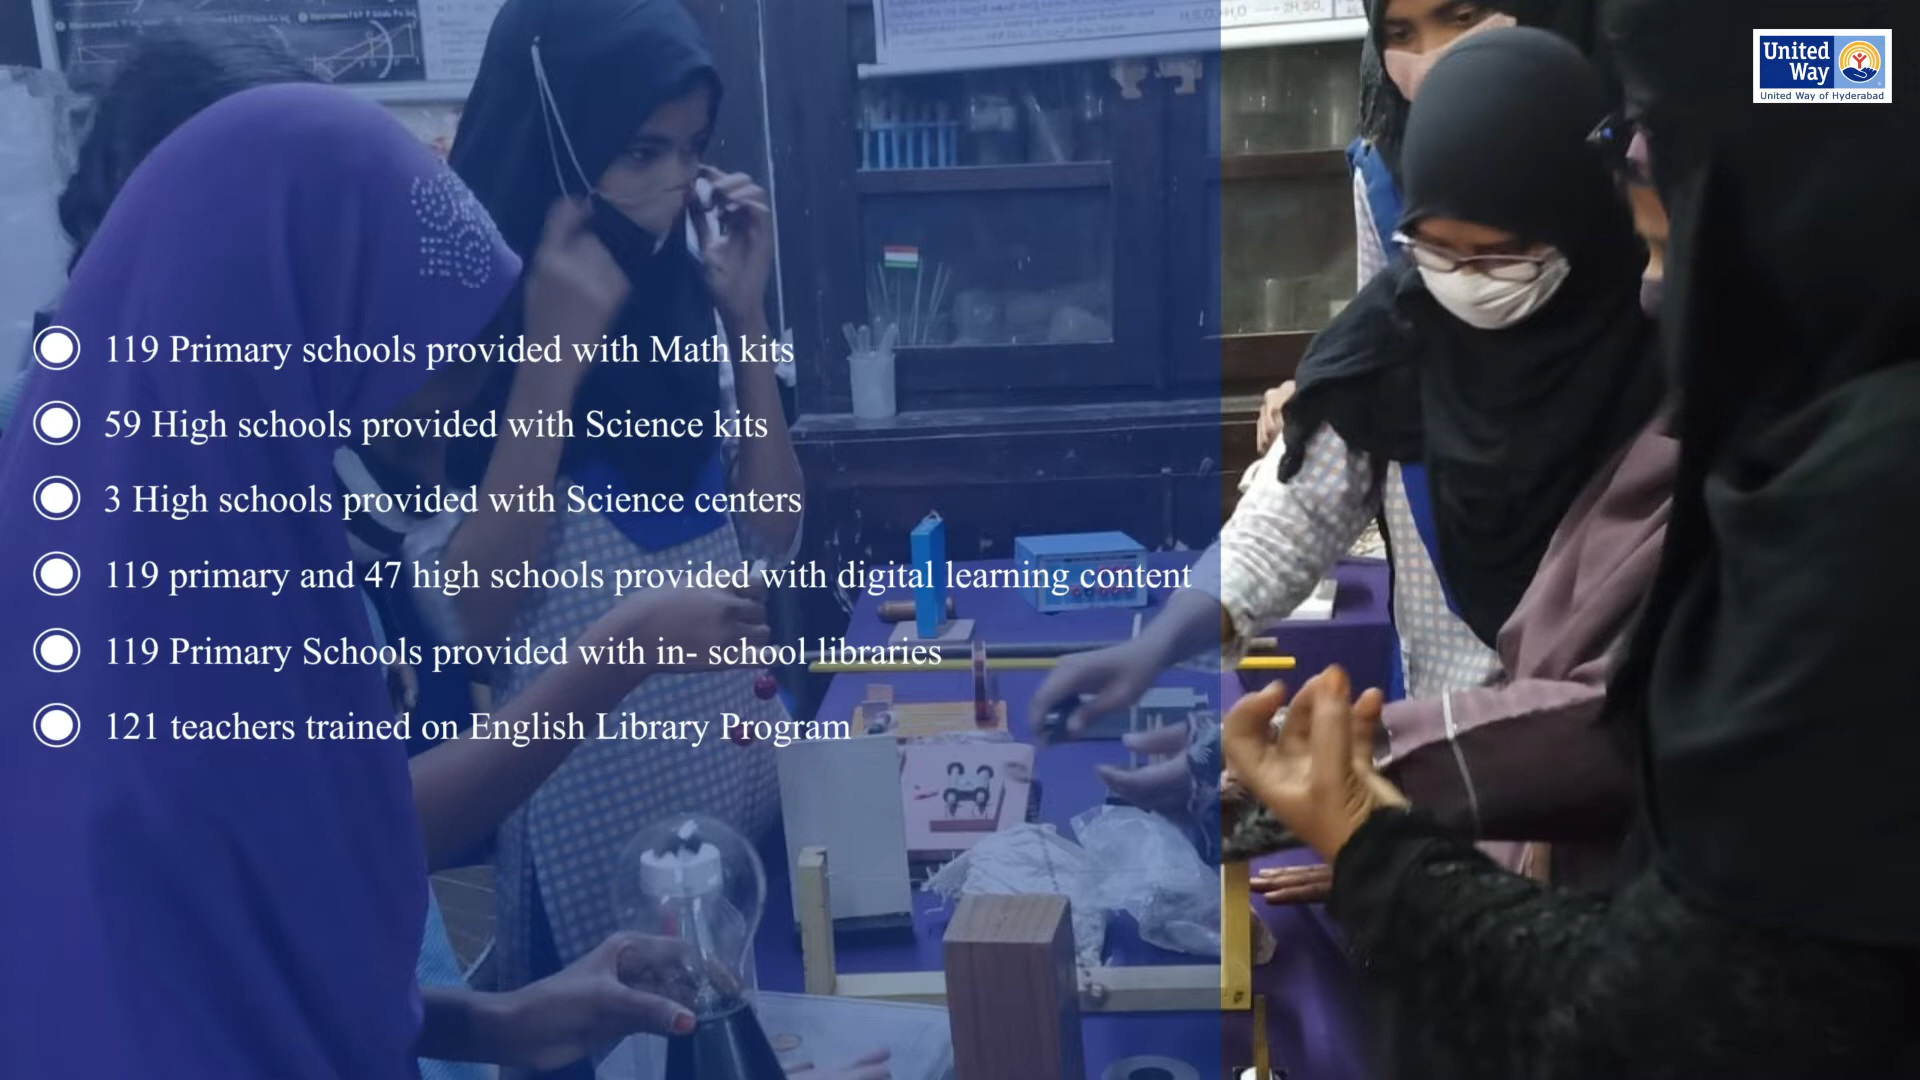 United
Way
United Way of Hyderabad
119 Primary schools provided with Math kits
59 High schools provided with Science kits
3 High schools provided with Science centers
119 primary and 47 high schools provided with digital learning content
119 Primary Schools provided with in- school libraries
121 teachers trained on English Library Program